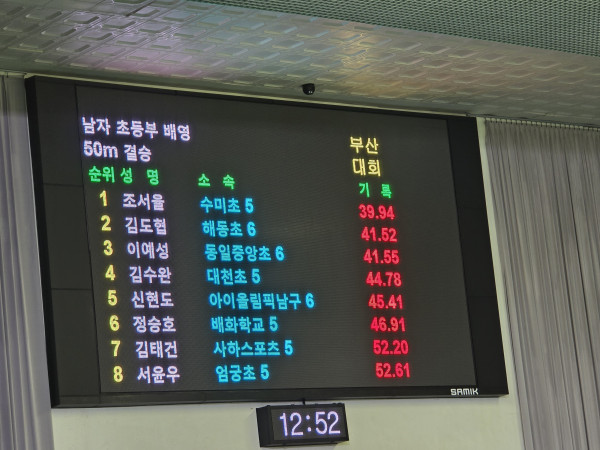 남자 초등부 배영 부산
50m 결승 대회
순위 성 명 소 속 기 록
1 조서율 수미초 5 39.94
2 김도협 해동초 6 41.52
3 이예성 동일중앙초 6 41.55
4 김수완 대천초 5 44.78
5 신현도 아이올림픽남구 6 45.41
6 정승호 배화학교 5 46.91
7 김태건 사하스포츠 5 52.20
8 서윤우 엄궁초 5 52.61
SAMIK
12:52